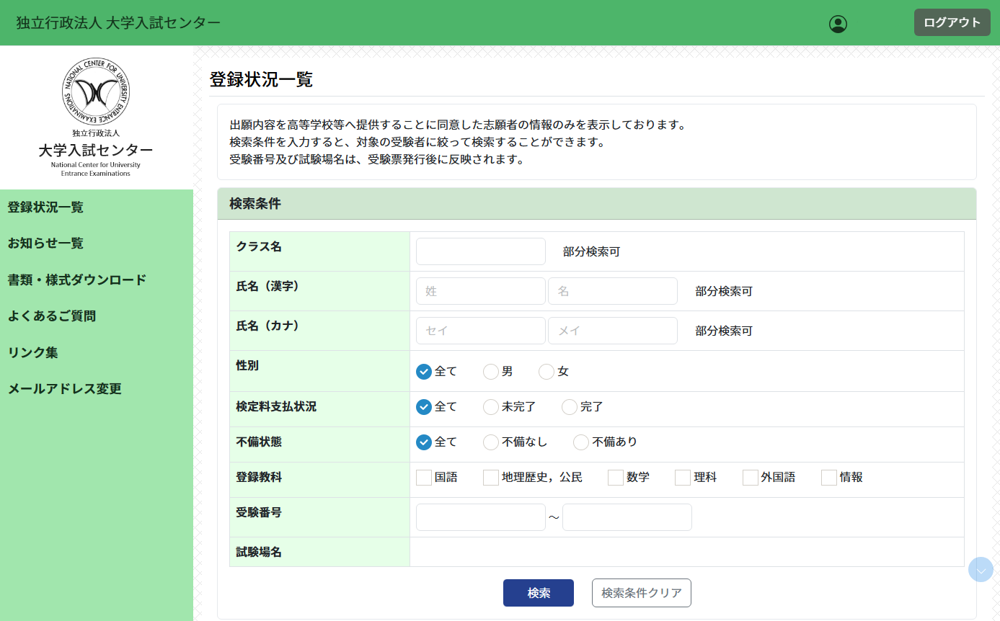 独立行政法人 大学入試センター
ログアウト
NATIONAL CENTER FOR UNIVERSITY ENTRANCE EXAMINATIONS
独立行政法人
大学入試センター
National Center for University
Entrance Examinations
登録状況一覧
お知らせ一覧
書類・様式ダウンロード
よくあるご質問
リンク集
メールアドレス変更
登録状況一覧
出願内容を高等学校等へ提供することに同意した志願者の情報のみを表示しております。
検索条件を入力すると、対象の受験者に絞って検索することができます。
受験番号及び試験場名は、受験票発行後に反映されます。
検索条件
クラス名 部分検索可
氏名（漢字） 姓 名 部分検索可
氏名（カナ） セイ メイ 部分検索可
性別 全て 男 女
検定料支払状況 全て 未完了 完了
不備状態 全て 不備なし 不備あり
登録教科 国語 地理歴史，公民 数学 理科 外国語 情報
受験番号 ～
試験場名
検索 検索条件クリア